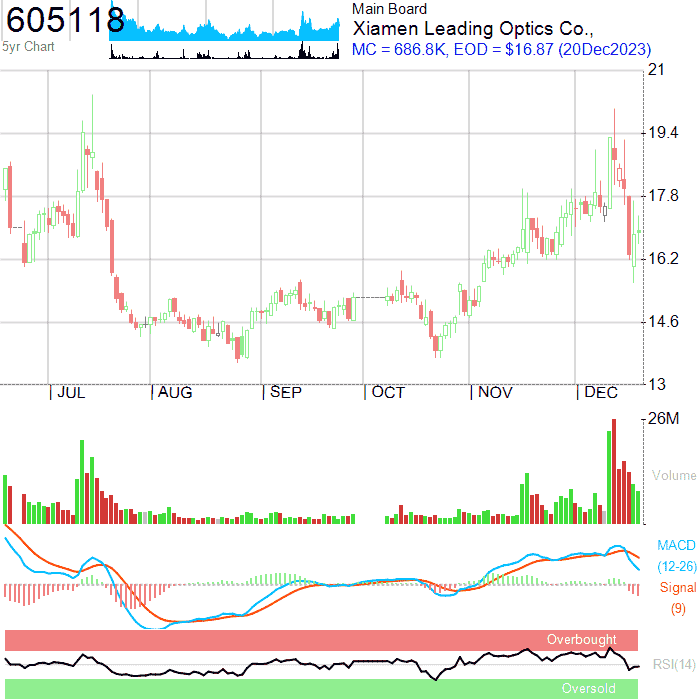 605118
5yr Chart
Main Board
Xiamen Leading Optics Co.,
MC = 686.8K, EOD = $16.87 (20Dec2023)
21
19.4
17.8
16.2
14.6
13
JUL AUG SEP OCT NOV DEC
26M
Volume
MACD
(12-26)
Signal
(9)
Overbought
RSI(14)
Oversold